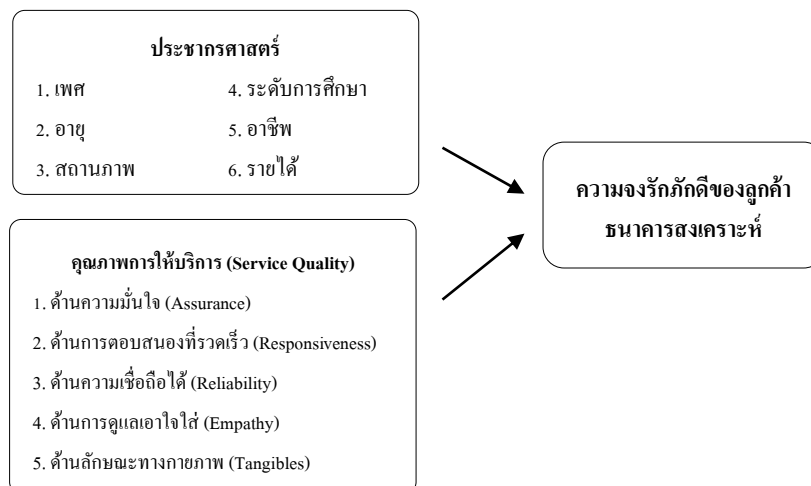 ประชากรศาสตร์
1. เพศ 4. ระดับการศึกษา
2. อายุ 5. อาชีพ
3. สถานภาพ 6. รายได้
ความจงรักภักดีของลูกค้า
ธนาคารสงเคราะห์
คุณภาพการให้บริการ (Service Quality)
1. ด้านความมั่นใจ (Assurance)
2. ด้านการตอบสนองที่รวดเร็ว (Responsiveness)
3. ด้านความเชื่อถือได้ (Reliability)
4. ด้านการดูแลเอาใจใส่ (Empathy)
5. ด้านลักษณะทางกายภาพ (Tangibles)